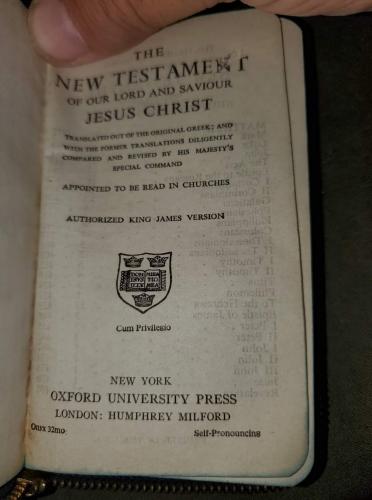 THE
NEW TESTAMENT
OF OUR LORD AND SAVIOUR
JESUS CHRIST
TRANSLATED OUT OF THE ORIGINAL GREEK; AND
WITH THE FORMER TRANSLATIONS DILIGENTLY
COMPARED AND REVISED BY HIS MAJESTY'S
SPECIAL COMMAND
APPOINTED TO BE READ IN CHURCHES
AUTHORIZED KING JAMES VERSION
Cum Privilegio
NEW YORK
OXFORD UNIVERSITY PRESS
LONDON: HUMPHREY MILFORD
Onyx 32mo
Self-Pronouncing